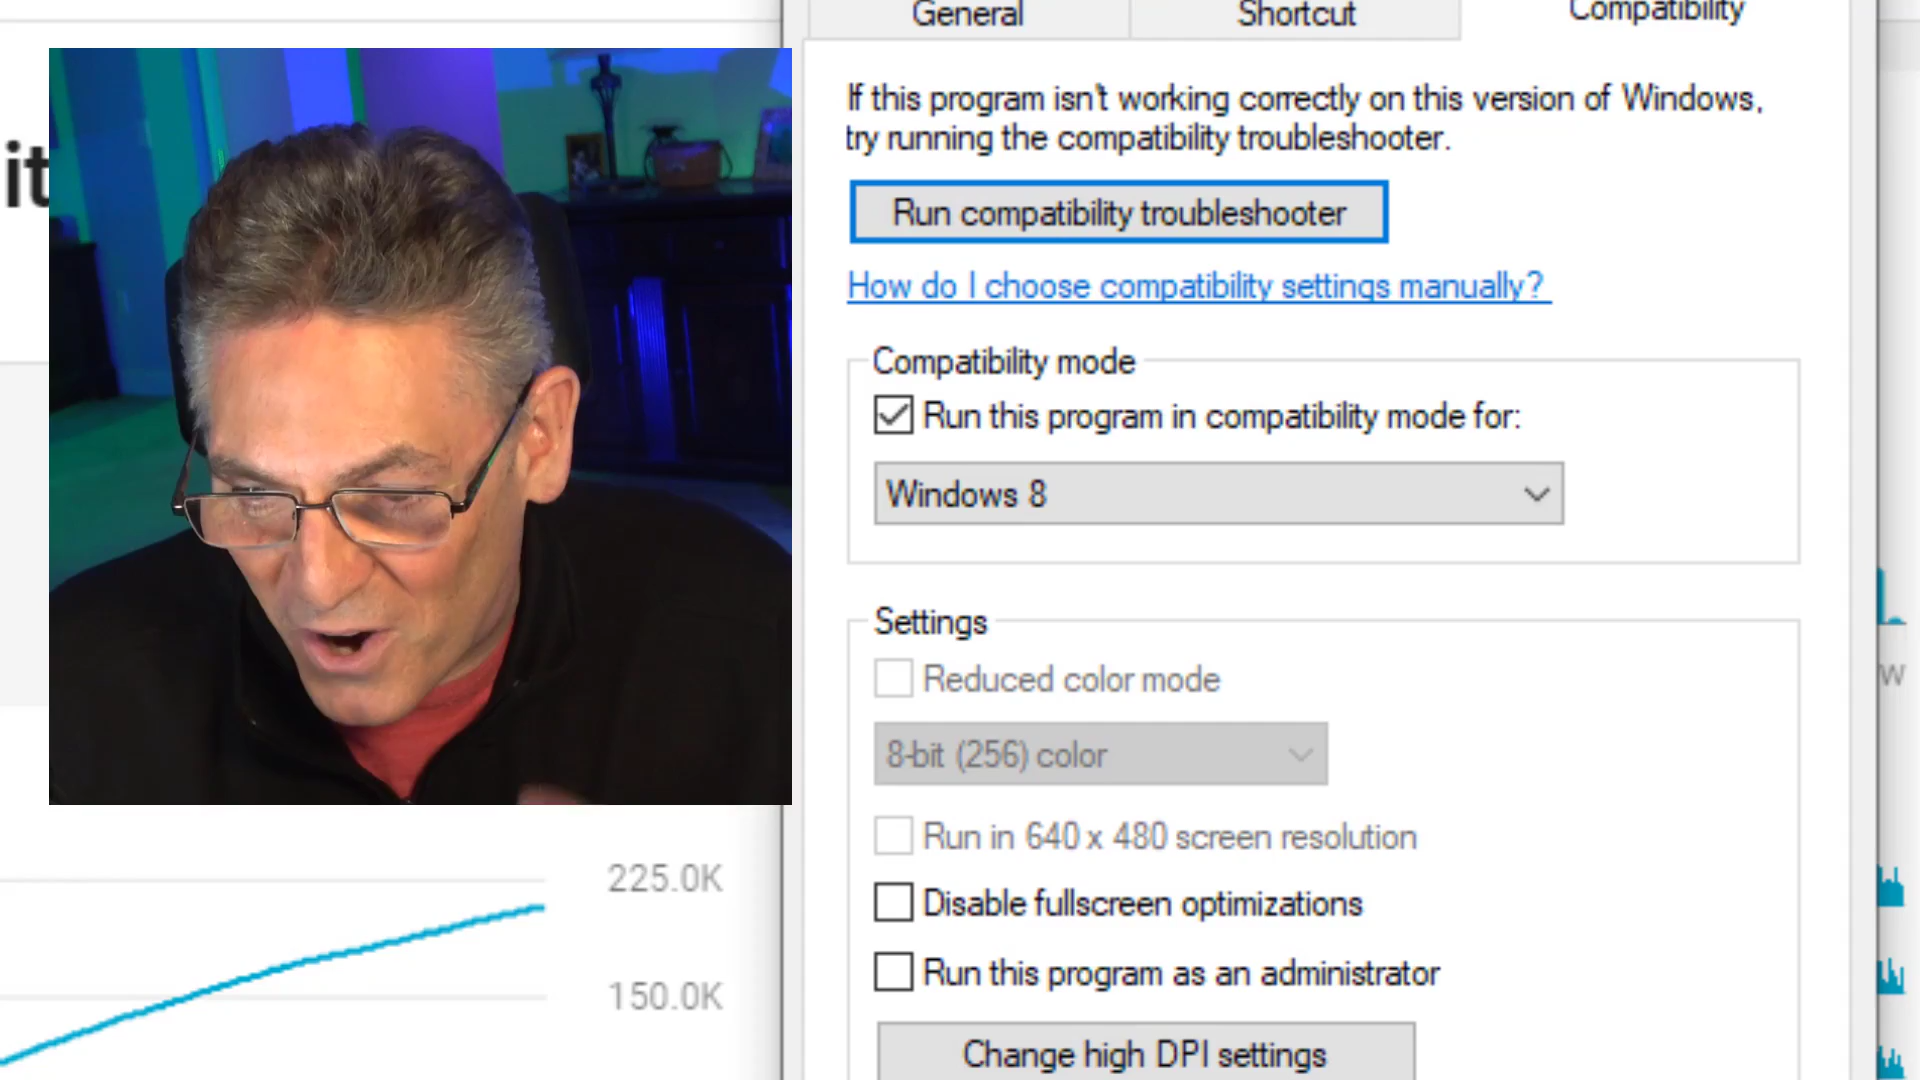 General
Shortcut
Compatibility
it
If this program isn't working correctly on this version of Windows,
try running the compatibility troubleshooter.
Run compatibility troubleshooter
How do I choose compatibility settings manually?
Compatibility mode
Run this program in compatibility mode for:
Windows 8
Settings
Reduced color mode
8-bit (256) color
Run in 640 x 480 screen resolution
Disable fullscreen optimizations
Run this program as an administrator
Change high DPI settings
225.0K
150.0K
w